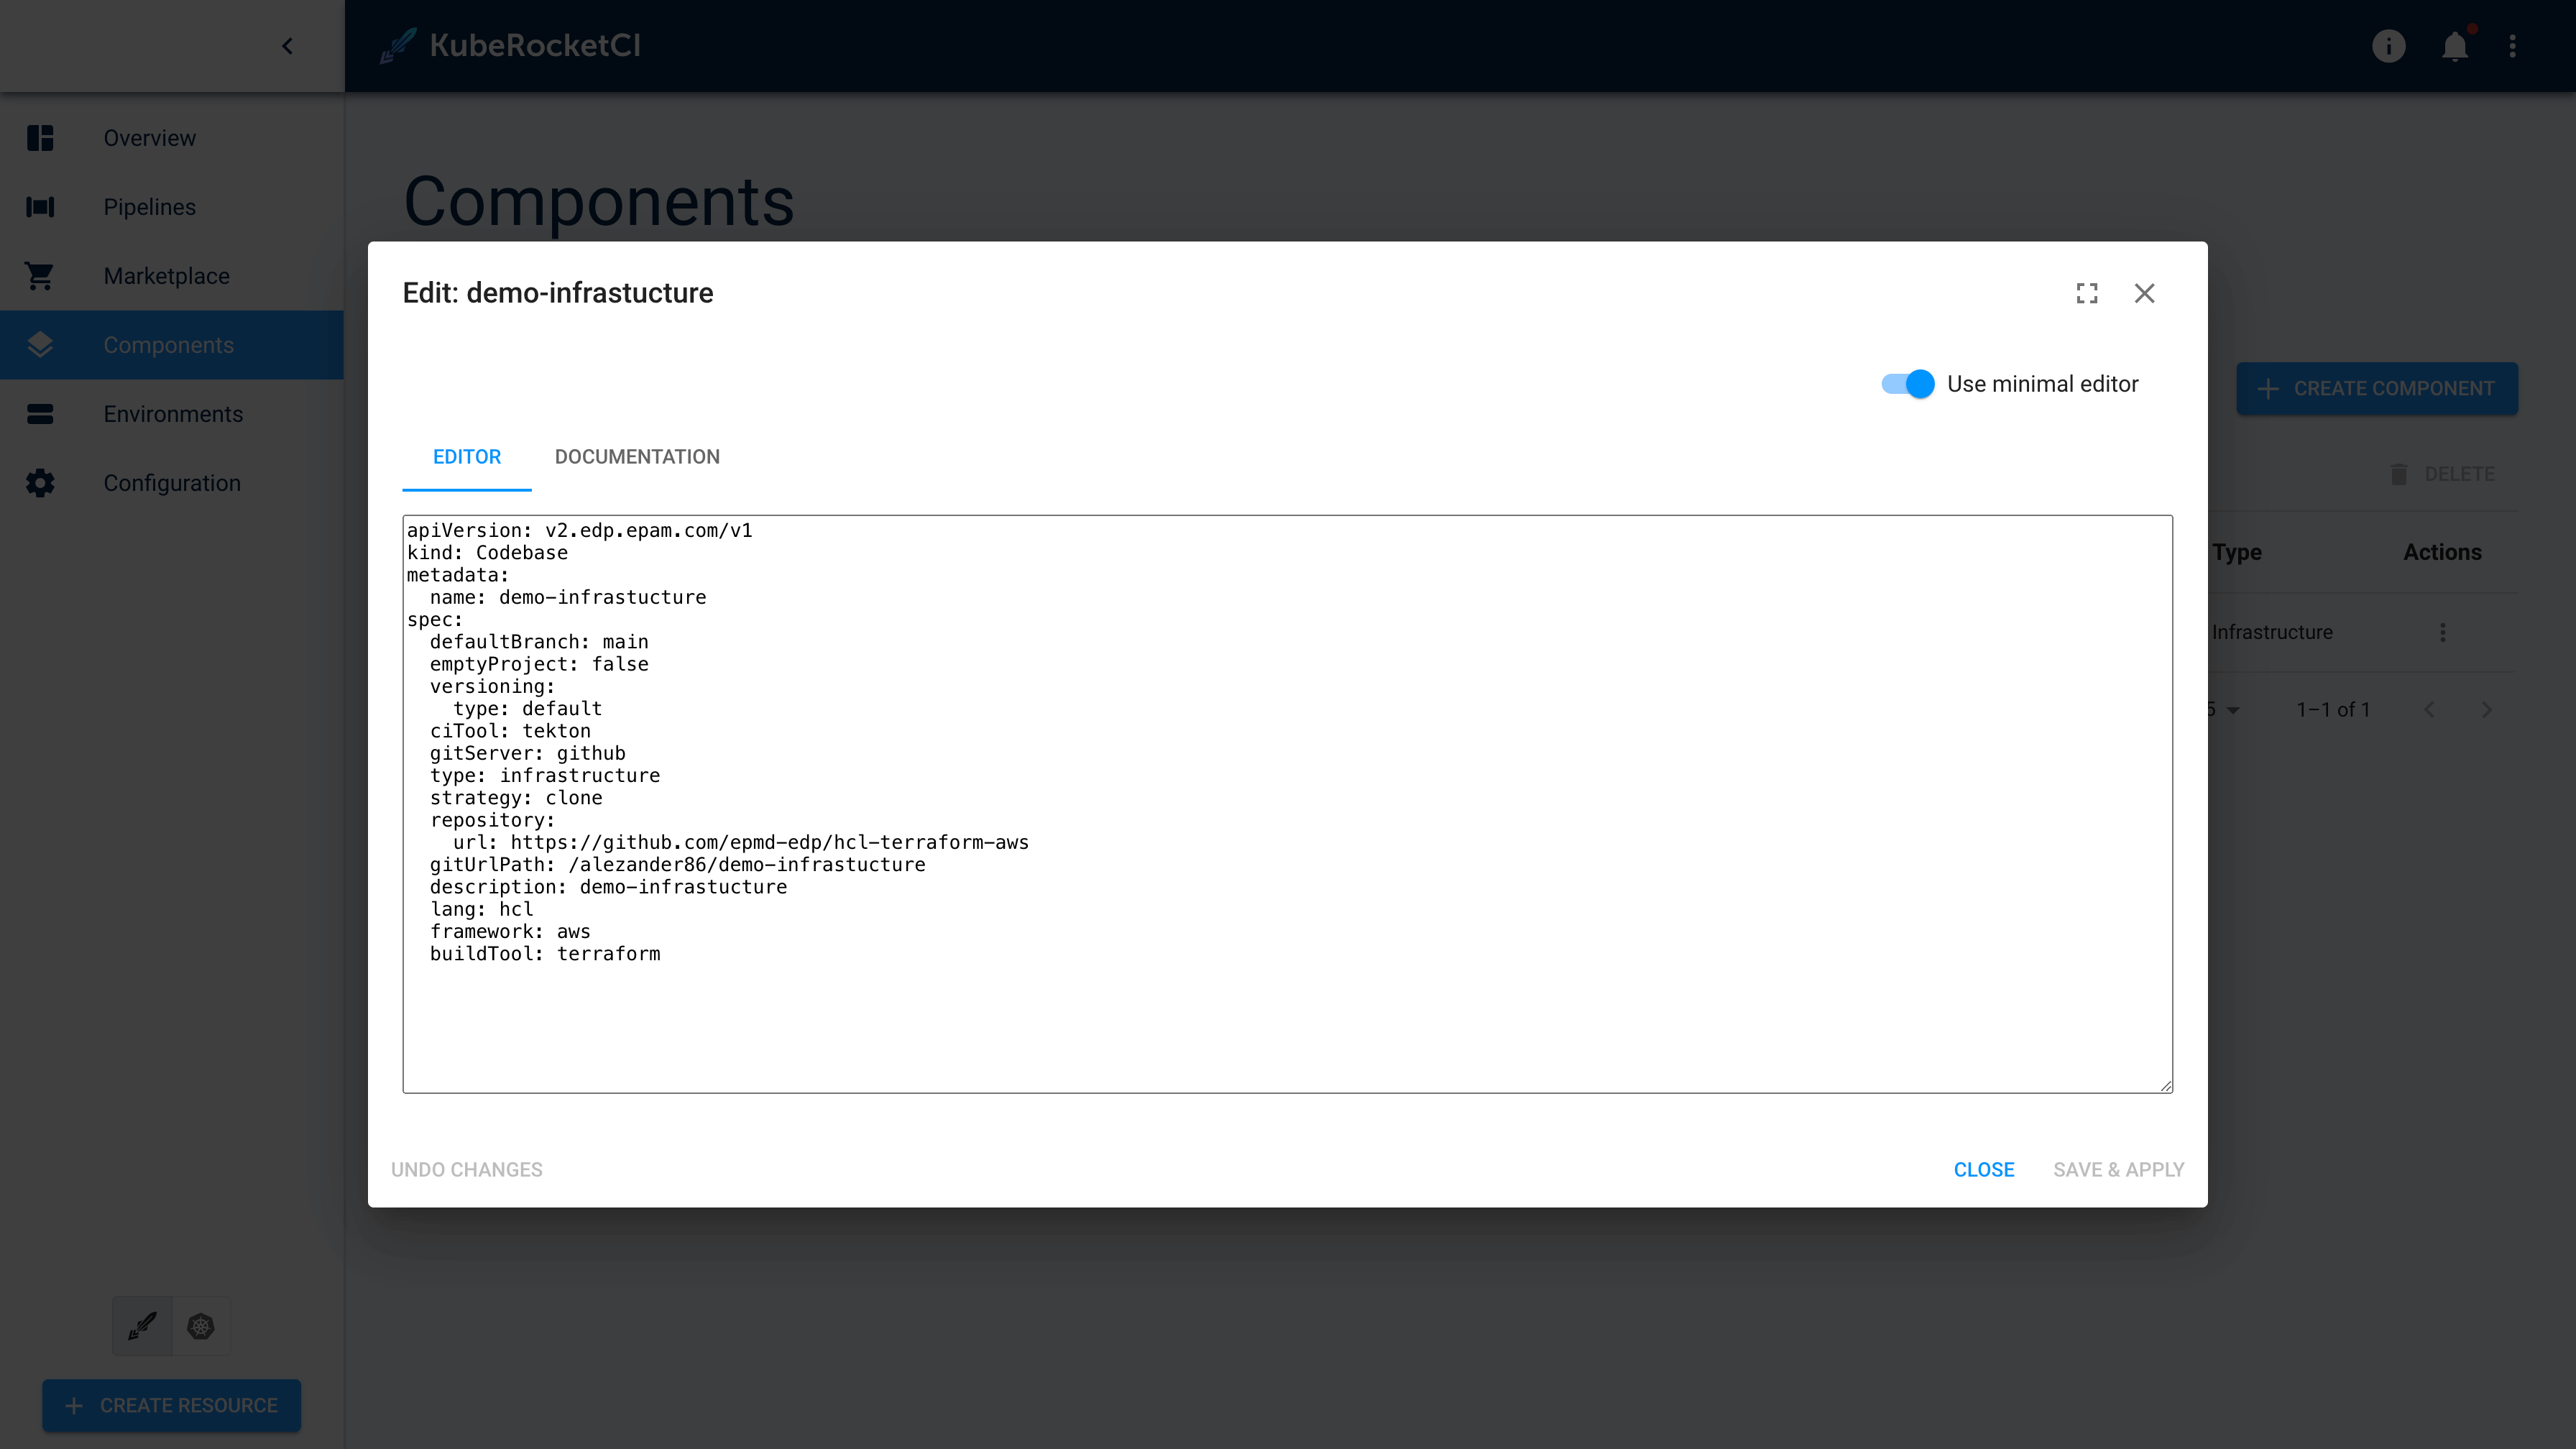 KubeRocketCI
Overview
Pipelines
Marketplace
Components
Environments
Configuration
CREATE RESOURCE
Components
CREATE COMPONENT
DELETE
Type
Actions
Infrastructure
5
1–1 of 1
Edit: demo-infrastucture
Use minimal editor
EDITOR
DOCUMENTATION
apiVersion: v2.edp.epam.com/v1
kind: Codebase
metadata:
  name: demo-infrastucture
spec:
  defaultBranch: main
  emptyProject: false
  versioning:
    type: default
  ciTool: tekton
  gitServer: github
  type: infrastructure
  strategy: clone
  repository:
    url: https://github.com/epmd-edp/hcl-terraform-aws
  gitUrlPath: /alezander86/demo-infrastucture
  description: demo-infrastucture
  lang: hcl
  framework: aws
  buildTool: terraform
UNDO CHANGES
CLOSE
SAVE & APPLY